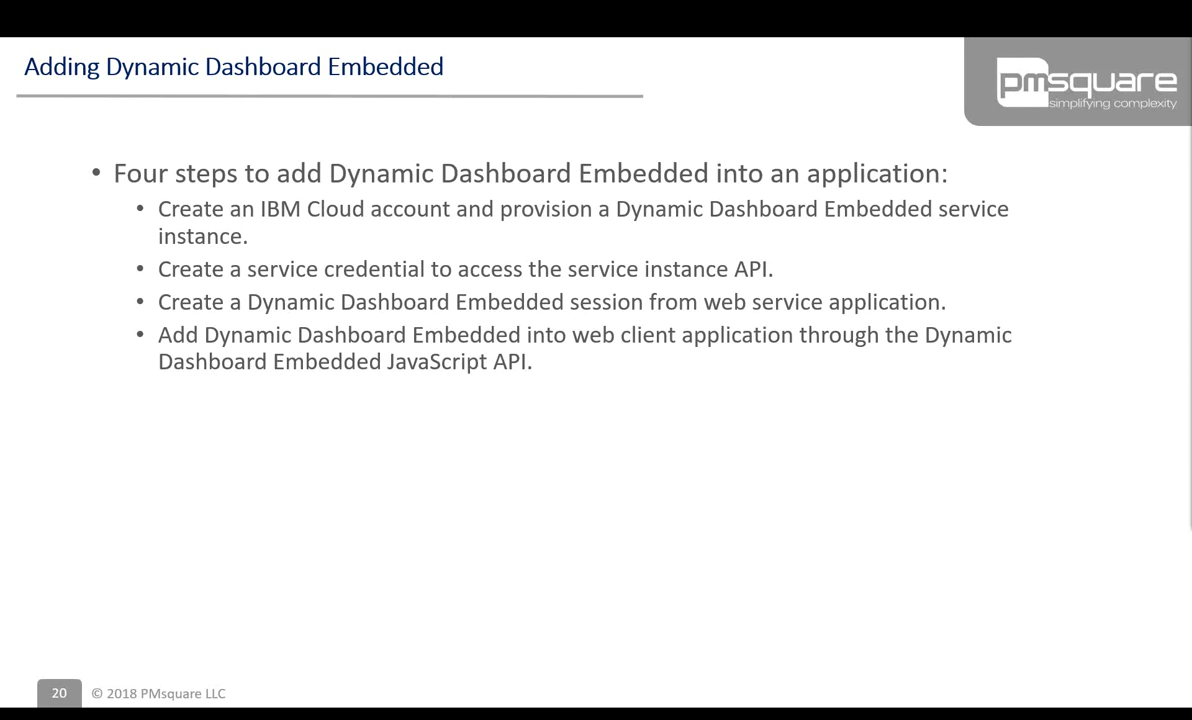 Adding Dynamic Dashboard Embedded
pmsquare
simplifying complexity
• Four steps to add Dynamic Dashboard Embedded into an application:
• Create an IBM Cloud account and provision a Dynamic Dashboard Embedded service
instance.
• Create a service credential to access the service instance API.
• Create a Dynamic Dashboard Embedded session from web service application.
• Add Dynamic Dashboard Embedded into web client application through the Dynamic
Dashboard Embedded JavaScript API.
20
© 2018 PMsquare LLC